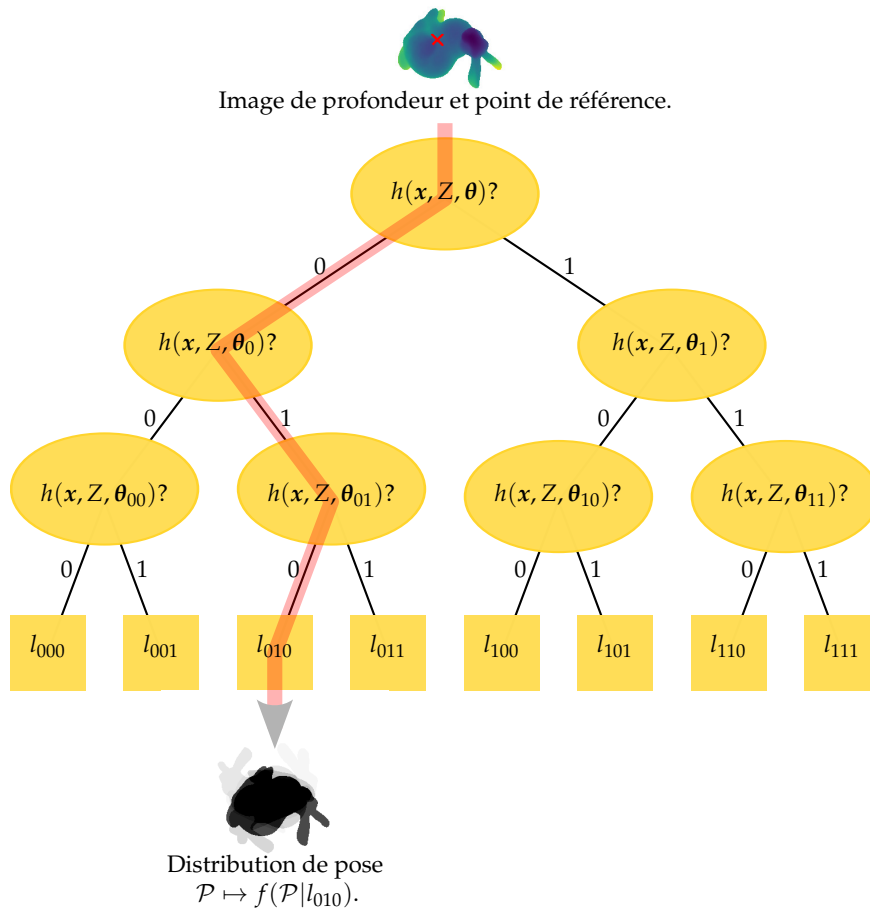 Image de profondeur et point de référence.
h(x, Z, θ)?
0 1
h(x, Z, θ₀)? h(x, Z, θ₁)?
0 1 0 1
h(x, Z, θ₀₀)? h(x, Z, θ₀₁)? h(x, Z, θ₁₀)? h(x, Z, θ₁₁)?
0 1 0 1 0 1 0 1
l₀₀₀ l₀₀₁ l₀₁₀ l₀₁₁ l₁₀₀ l₁₀₁ l₁₁₀ l₁₁₁
Distribution de pose
𝒫 ↦ f(𝒫|l₀₁₀).